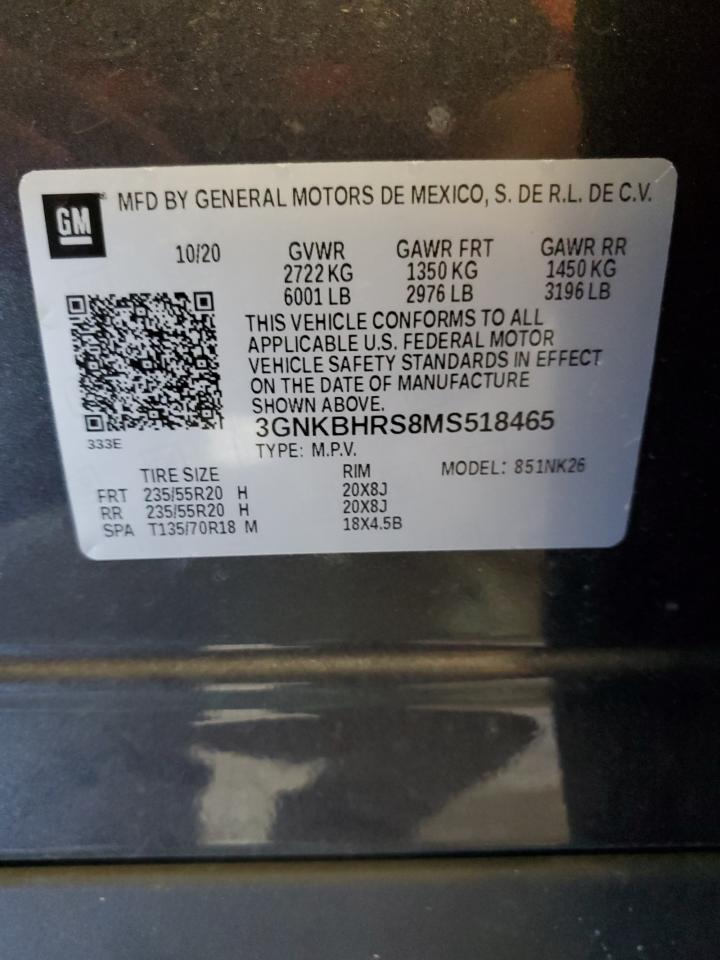 GM
MFD BY GENERAL MOTORS DE MEXICO, S. DE R.L. DE C.V.
10/20 GVWR GAWR FRT GAWR RR
2722 KG 1350 KG 1450 KG
6001 LB 2976 LB 3196 LB
THIS VEHICLE CONFORMS TO ALL
APPLICABLE U.S. FEDERAL MOTOR
VEHICLE SAFETY STANDARDS IN EFFECT
ON THE DATE OF MANUFACTURE
SHOWN ABOVE.
3GNKBHRS8MS518465
333E
TYPE: M.P.V.
TIRE SIZE RIM MODEL: 851NK26
FRT 235/55R20 H 20X8J
RR 235/55R20 H 20X8J
SPA T135/70R18 M 18X4.5B